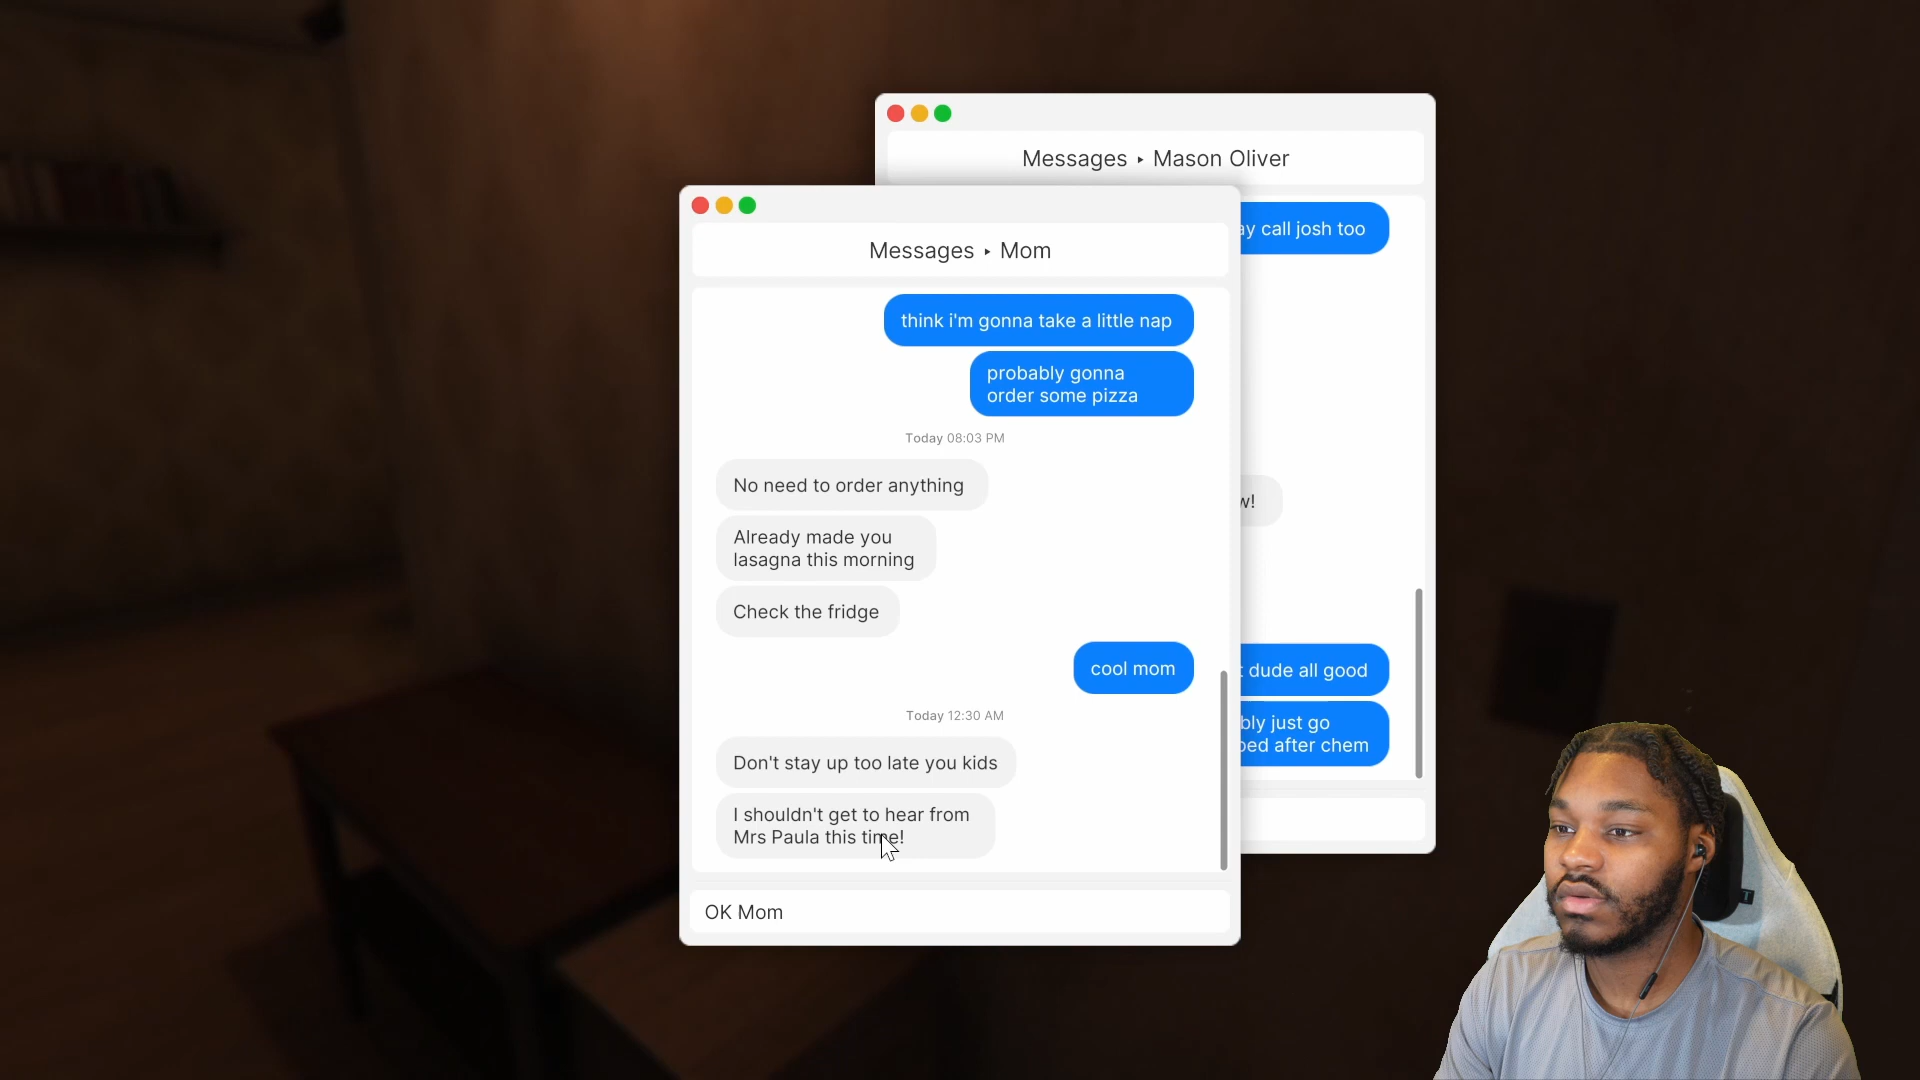 Messages ‣ Mason Oliver
call josh too
dude all good
just go
after chem
Messages ‣ Mom
think i'm gonna take a little nap
probably gonna
order some pizza
Today 08:03 PM
No need to order anything
Already made you
lasagna this morning
Check the fridge
cool mom
Today 12:30 AM
Don't stay up too late you kids
I shouldn't get to hear from
Mrs Paula this time!
OK Mom